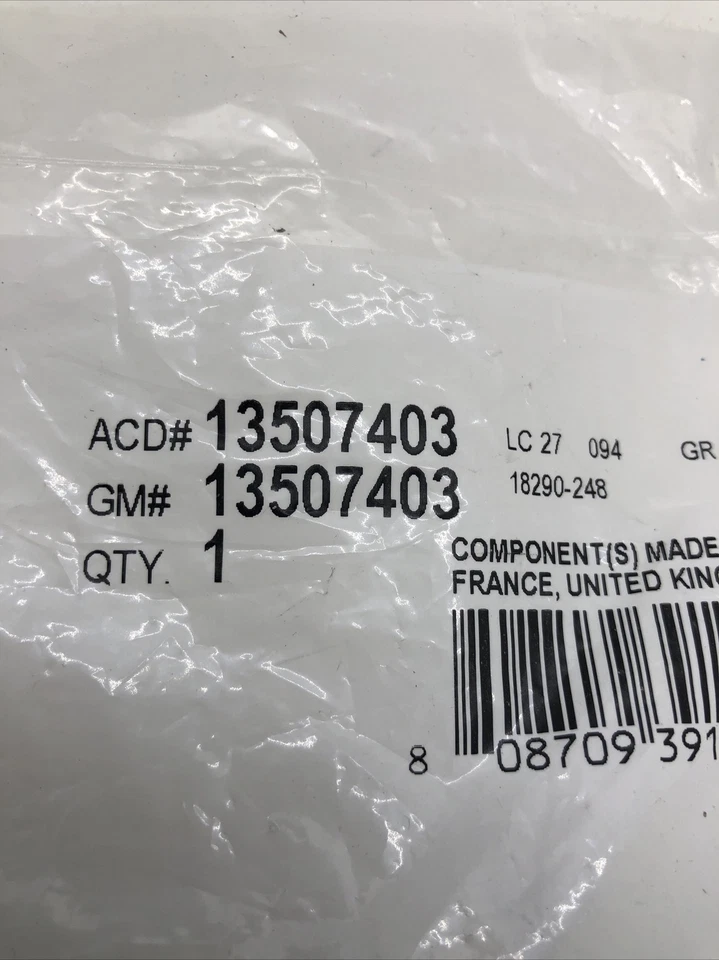 ACD# 13507403
GM# 13507403
QTY. 1
LC 27 094 GR
18290-248
COMPONENT(S) MADE
FRANCE, UNITED KING
8 08709 391